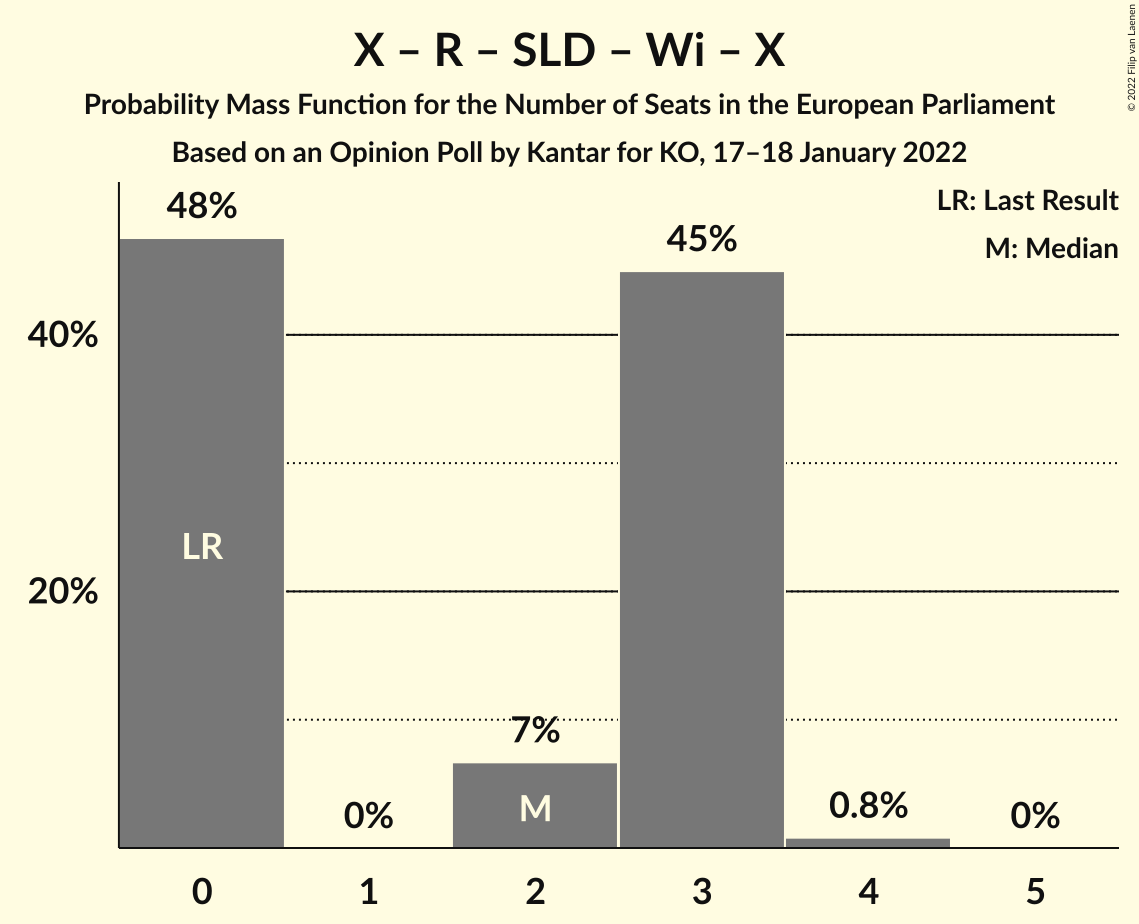 X – R – SLD – Wi – X
Probability Mass Function for the Number of Seats in the European Parliament
Based on an Opinion Poll by Kantar for KO, 17–18 January 2022
© 2022 Filip van Laenen
LR: Last Result
M: Median
48%
45%
40%
LR
20%
7%
M
0%
0.8%
0%
0 1 2 3 4 5